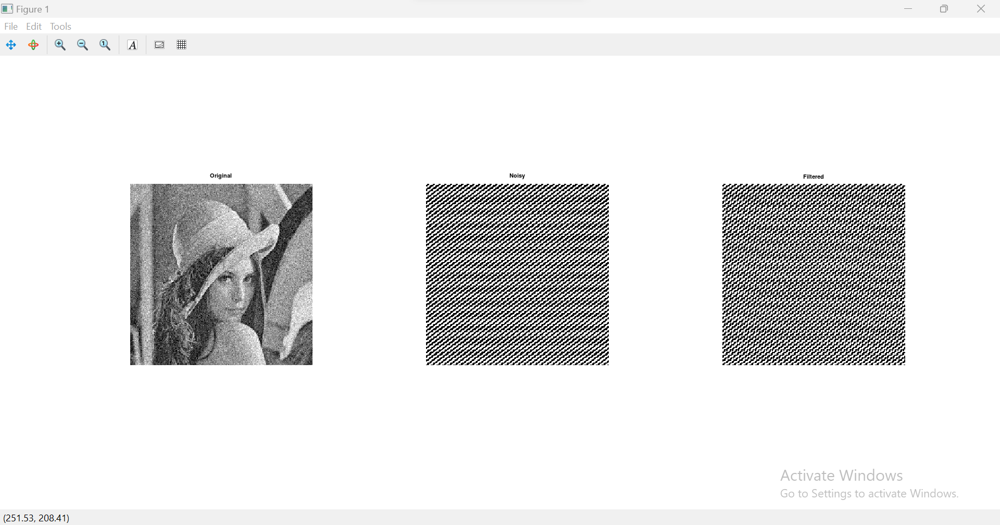 Figure 1
File Edit Tools
1 A
Original
Noisy
Filtered
Activate Windows
Go to Settings to activate Windows.
(251.53, 208.41)